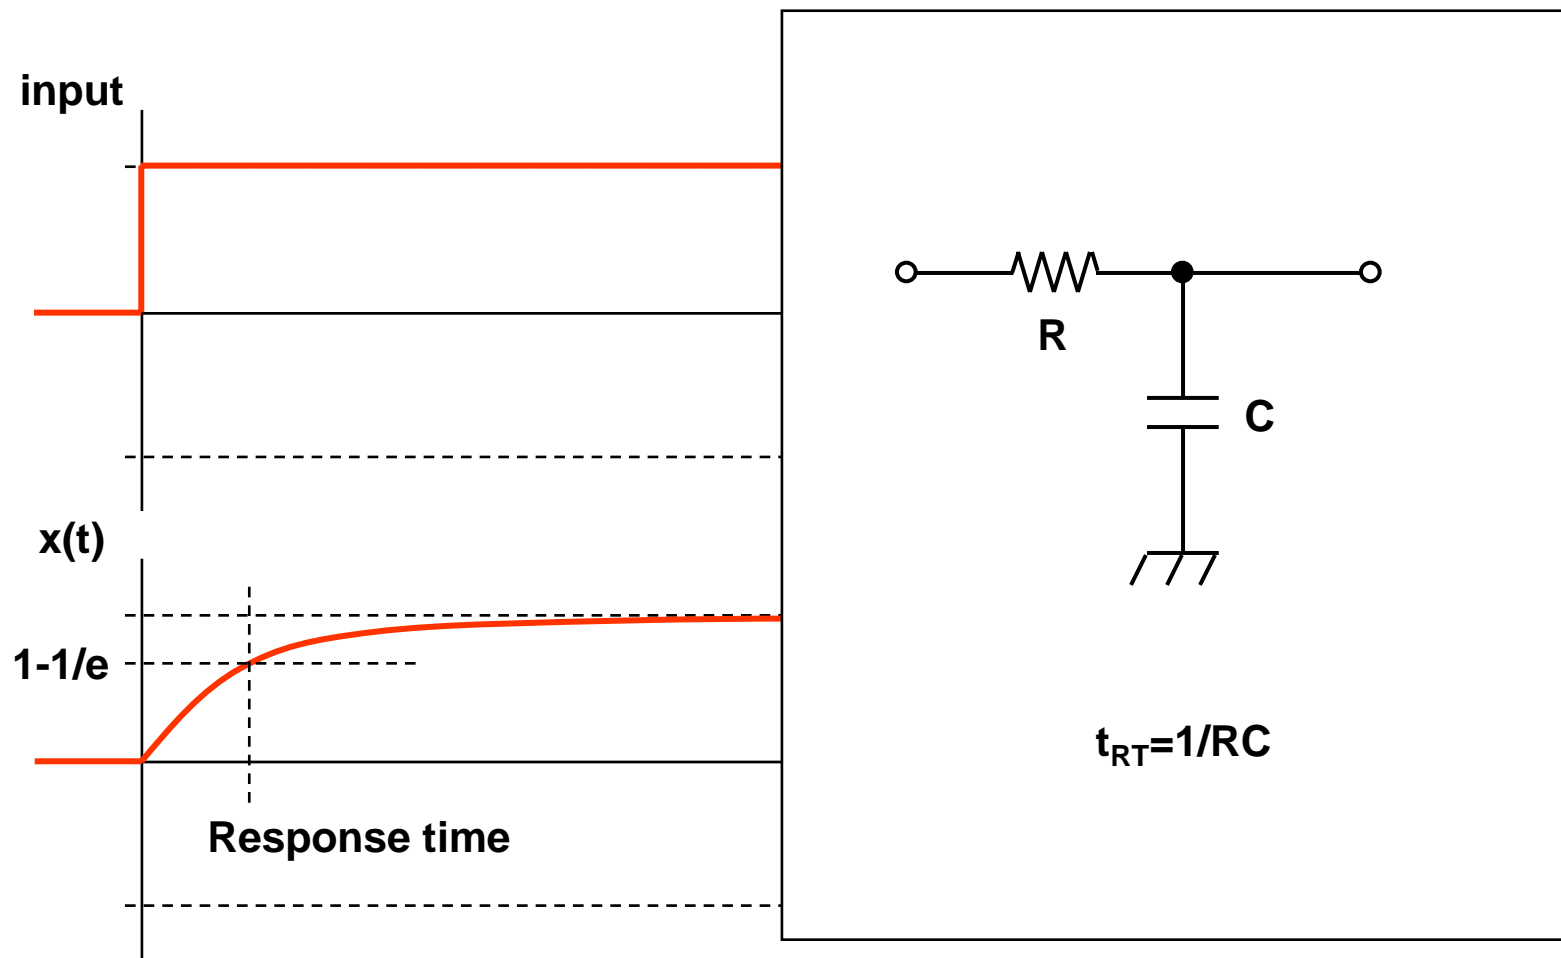 input
x(t)
1-1/e
Response time
R
C
t_RT=1/RC